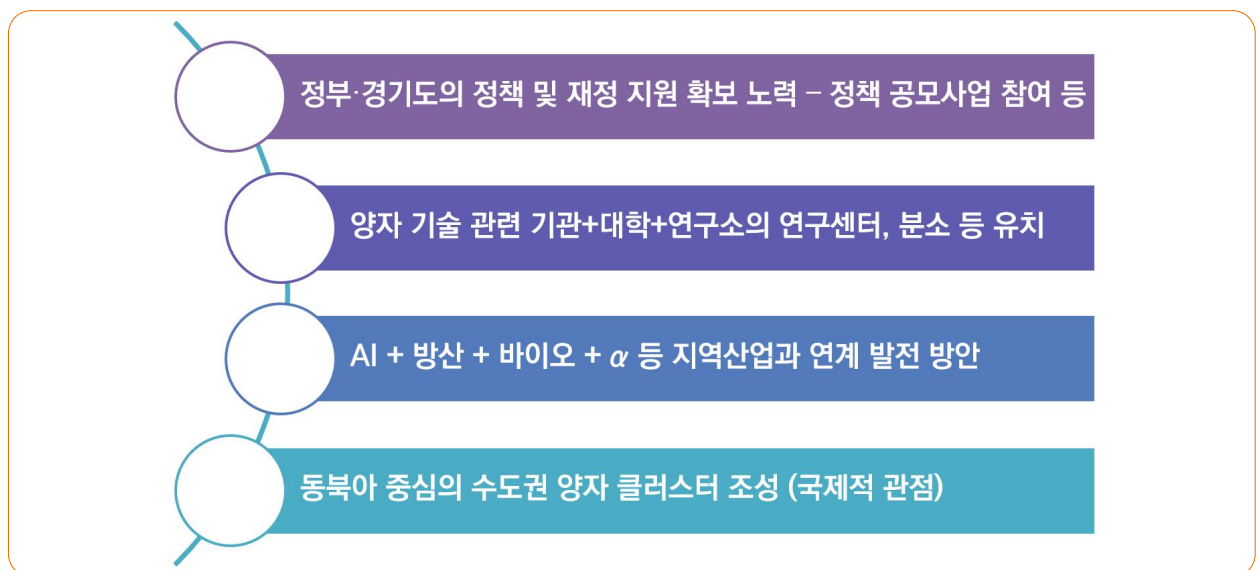 정부·경기도의 정책 및 재정 지원 확보 노력 – 정책 공모사업 참여 등
양자 기술 관련 기관+대학+연구소의 연구센터, 분소 등 유치
AI + 방산 + 바이오 + α 등 지역산업과 연계 발전 방안
동북아 중심의 수도권 양자 클러스터 조성 (국제적 관점)